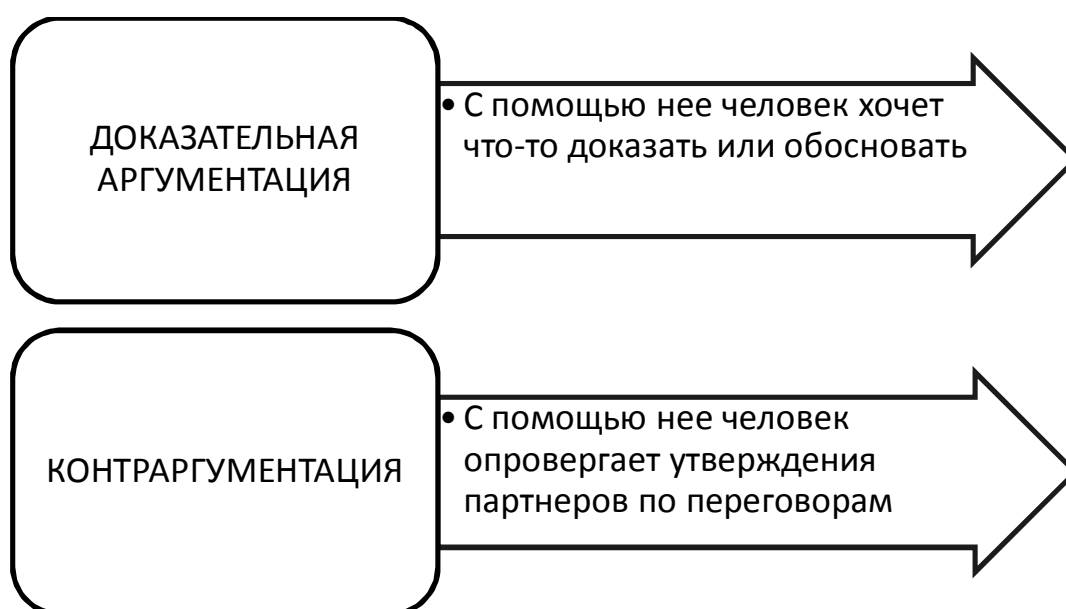 ДОКАЗАТЕЛЬНАЯ
АРГУМЕНТАЦИЯ
• С помощью нее человек хочет
что-то доказать или обосновать
КОНТРАРГУМЕНТАЦИЯ
• С помощью нее человек
опровергает утверждения
партнеров по переговорам